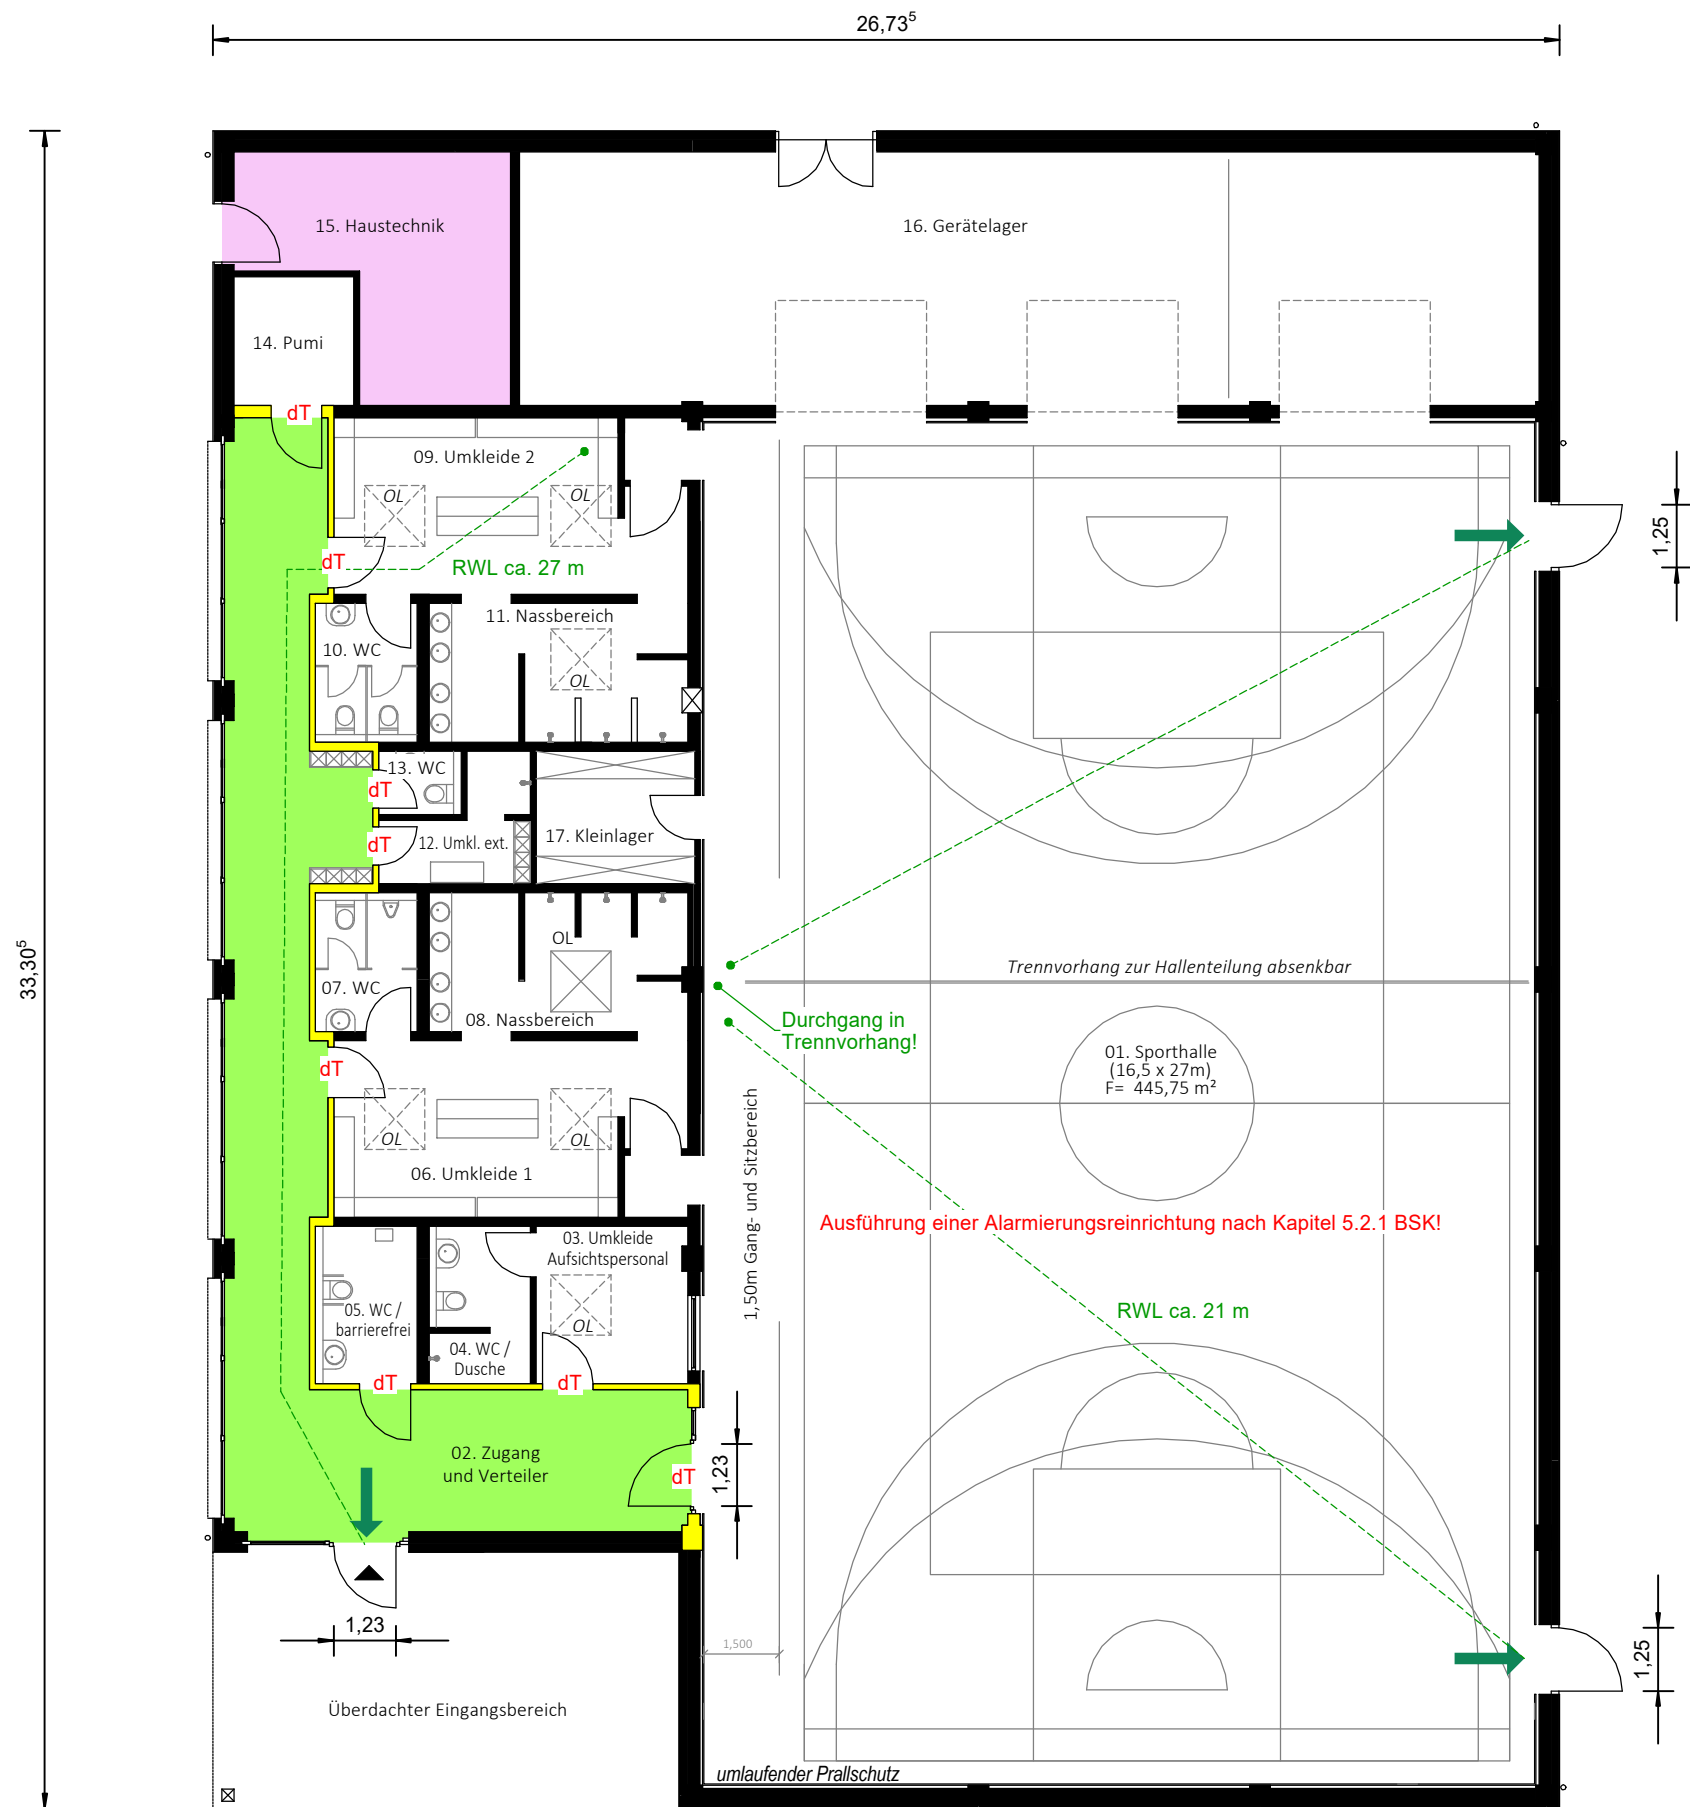 26,73⁵
15. Haustechnik
16. Gerätelager
14. Pumi
dT
09. Umkleide 2
OL
OL
1,25
dT
RWL ca. 27 m
11. Nassbereich
10. WC
OL
13. WC
dT
17. Kleinlager
dT
12. Umkl. ext.
33,30⁵
OL
Trennvorhang zur Hallenteilung absenkbar
07. WC
08. Nassbereich
Durchgang in
Trennvorhang!
01. Sporthalle
(16,5 x 27m)
F= 445,75 m²
dT
OL
OL
06. Umkleide 1
1,50m Gang- und Sitzbereich
Ausführung einer Alarmierungsreinrichtung nach Kapitel 5.2.1 BSK!
03. Umkleide
Aufsichtspersonal
05. WC /
barrierefrei
OL
RWL ca. 21 m
04. WC /
Dusche
dT
dT
02. Zugang
und Verteiler
dT
1,23
1,23
1,500
1,25
Überdachter Eingangsbereich
umlaufender Prallschutz